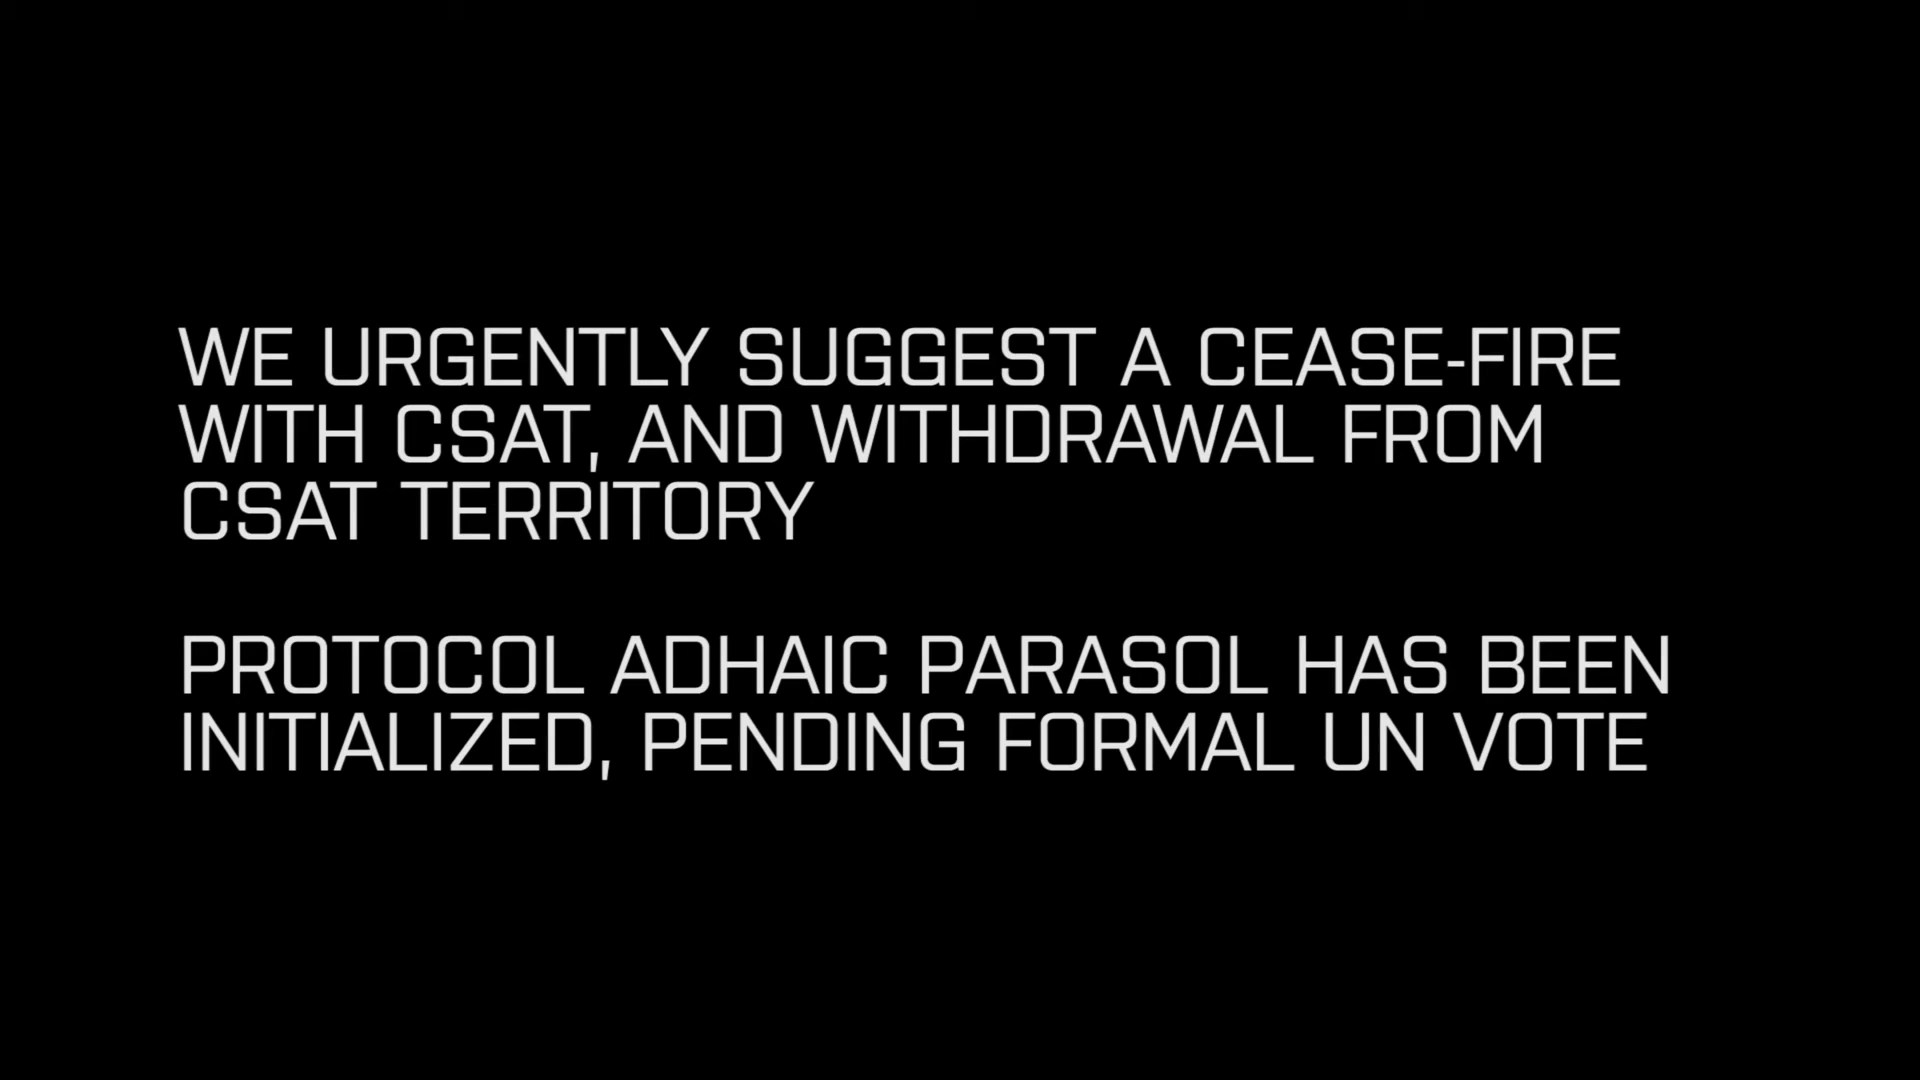 WE URGENTLY SUGGEST A CEASE-FIRE
WITH CSAT, AND WITHDRAWAL FROM
CSAT TERRITORY
PROTOCOL ADHAIC PARASOL HAS BEEN
INITIALIZED, PENDING FORMAL UN VOTE